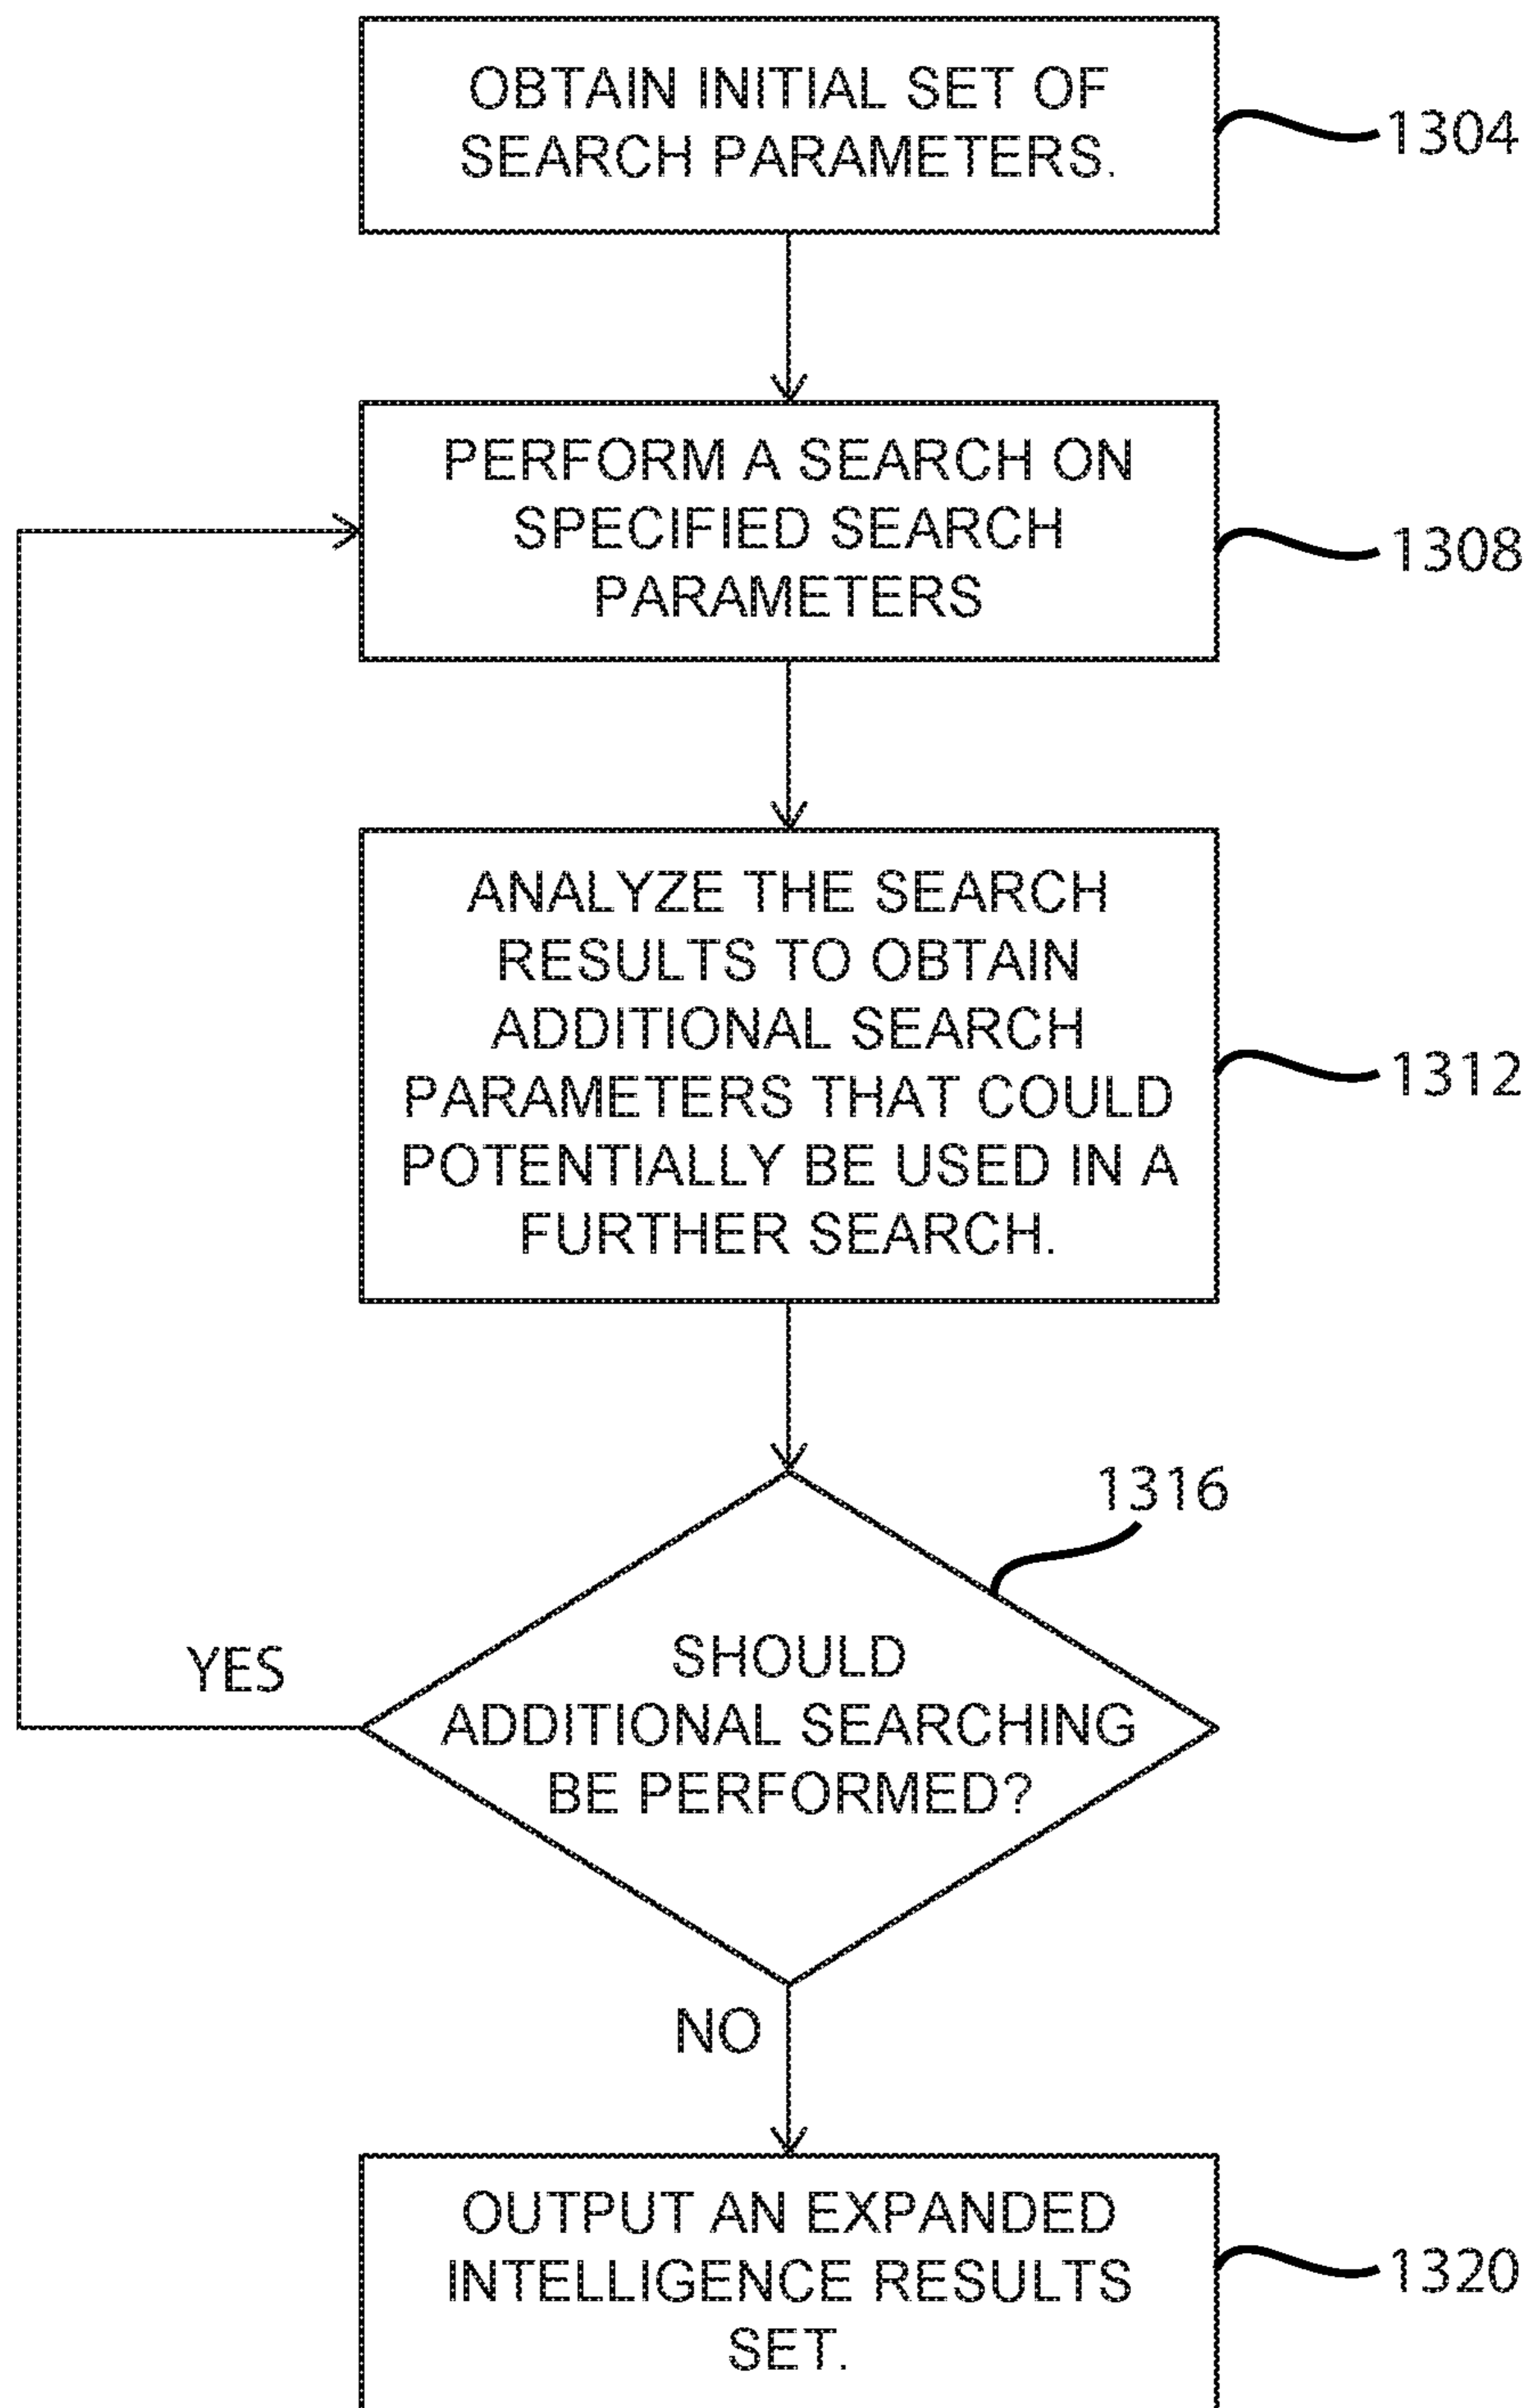 OBTAIN INITIAL SET OF
SEARCH PARAMETERS.
1304
PERFORM A SEARCH ON
SPECIFIED SEARCH
PARAMETERS
1308
ANALYZE THE SEARCH
RESULTS TO OBTAIN
ADDITIONAL SEARCH
PARAMETERS THAT COULD
POTENTIALLY BE USED IN A
FURTHER SEARCH.
1312
1316
SHOULD
ADDITIONAL SEARCHING
BE PERFORMED?
YES
NO
OUTPUT AN EXPANDED
INTELLIGENCE RESULTS
SET.
1320